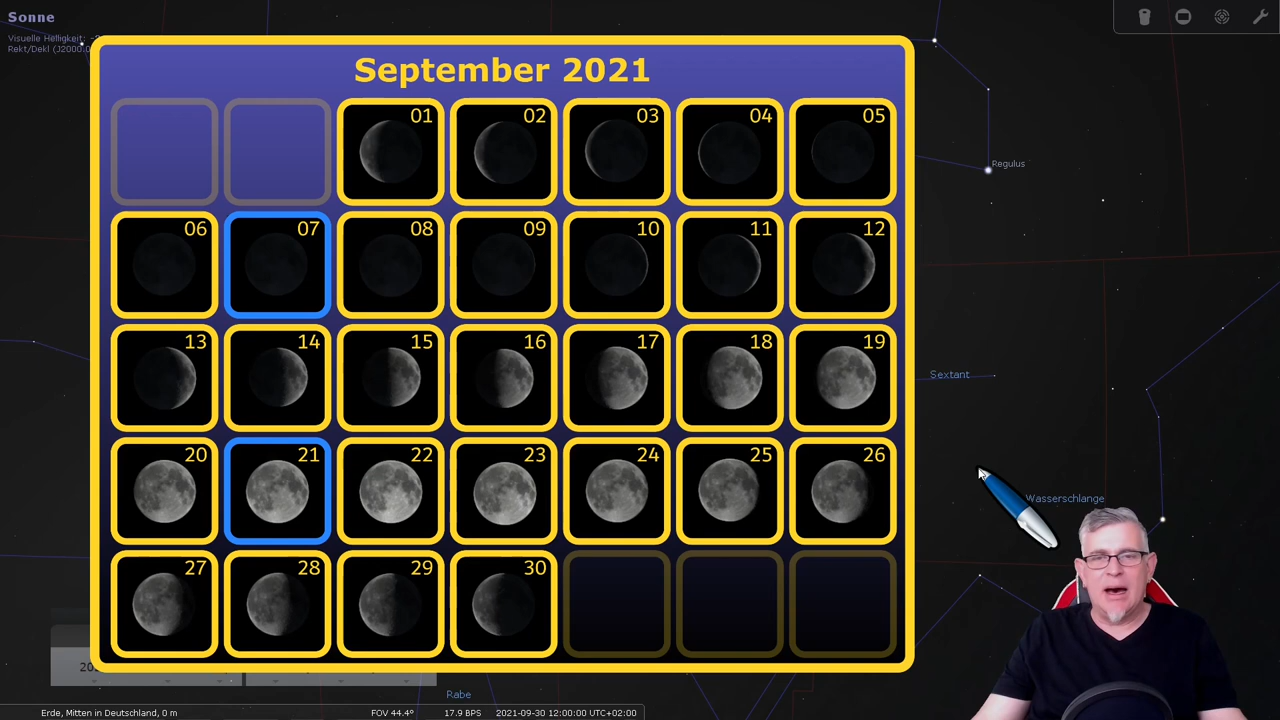 Sonne
Visuelle Helligkeit:
Rekt/Dekl (J2000.0
September 2021
01 02 03 04 05
06 07 08 09 10 11 12
13 14 15 16 17 18 19
20 21 22 23 24 25 26
27 28 29 30
Regulus
Sextant
Wasserschlange
Rabe
20
Erde, Mitten in Deutschland, 0 m
FOV 44.4° 17.9 BPS 2021-09-30 12:00:00 UTC+02:00